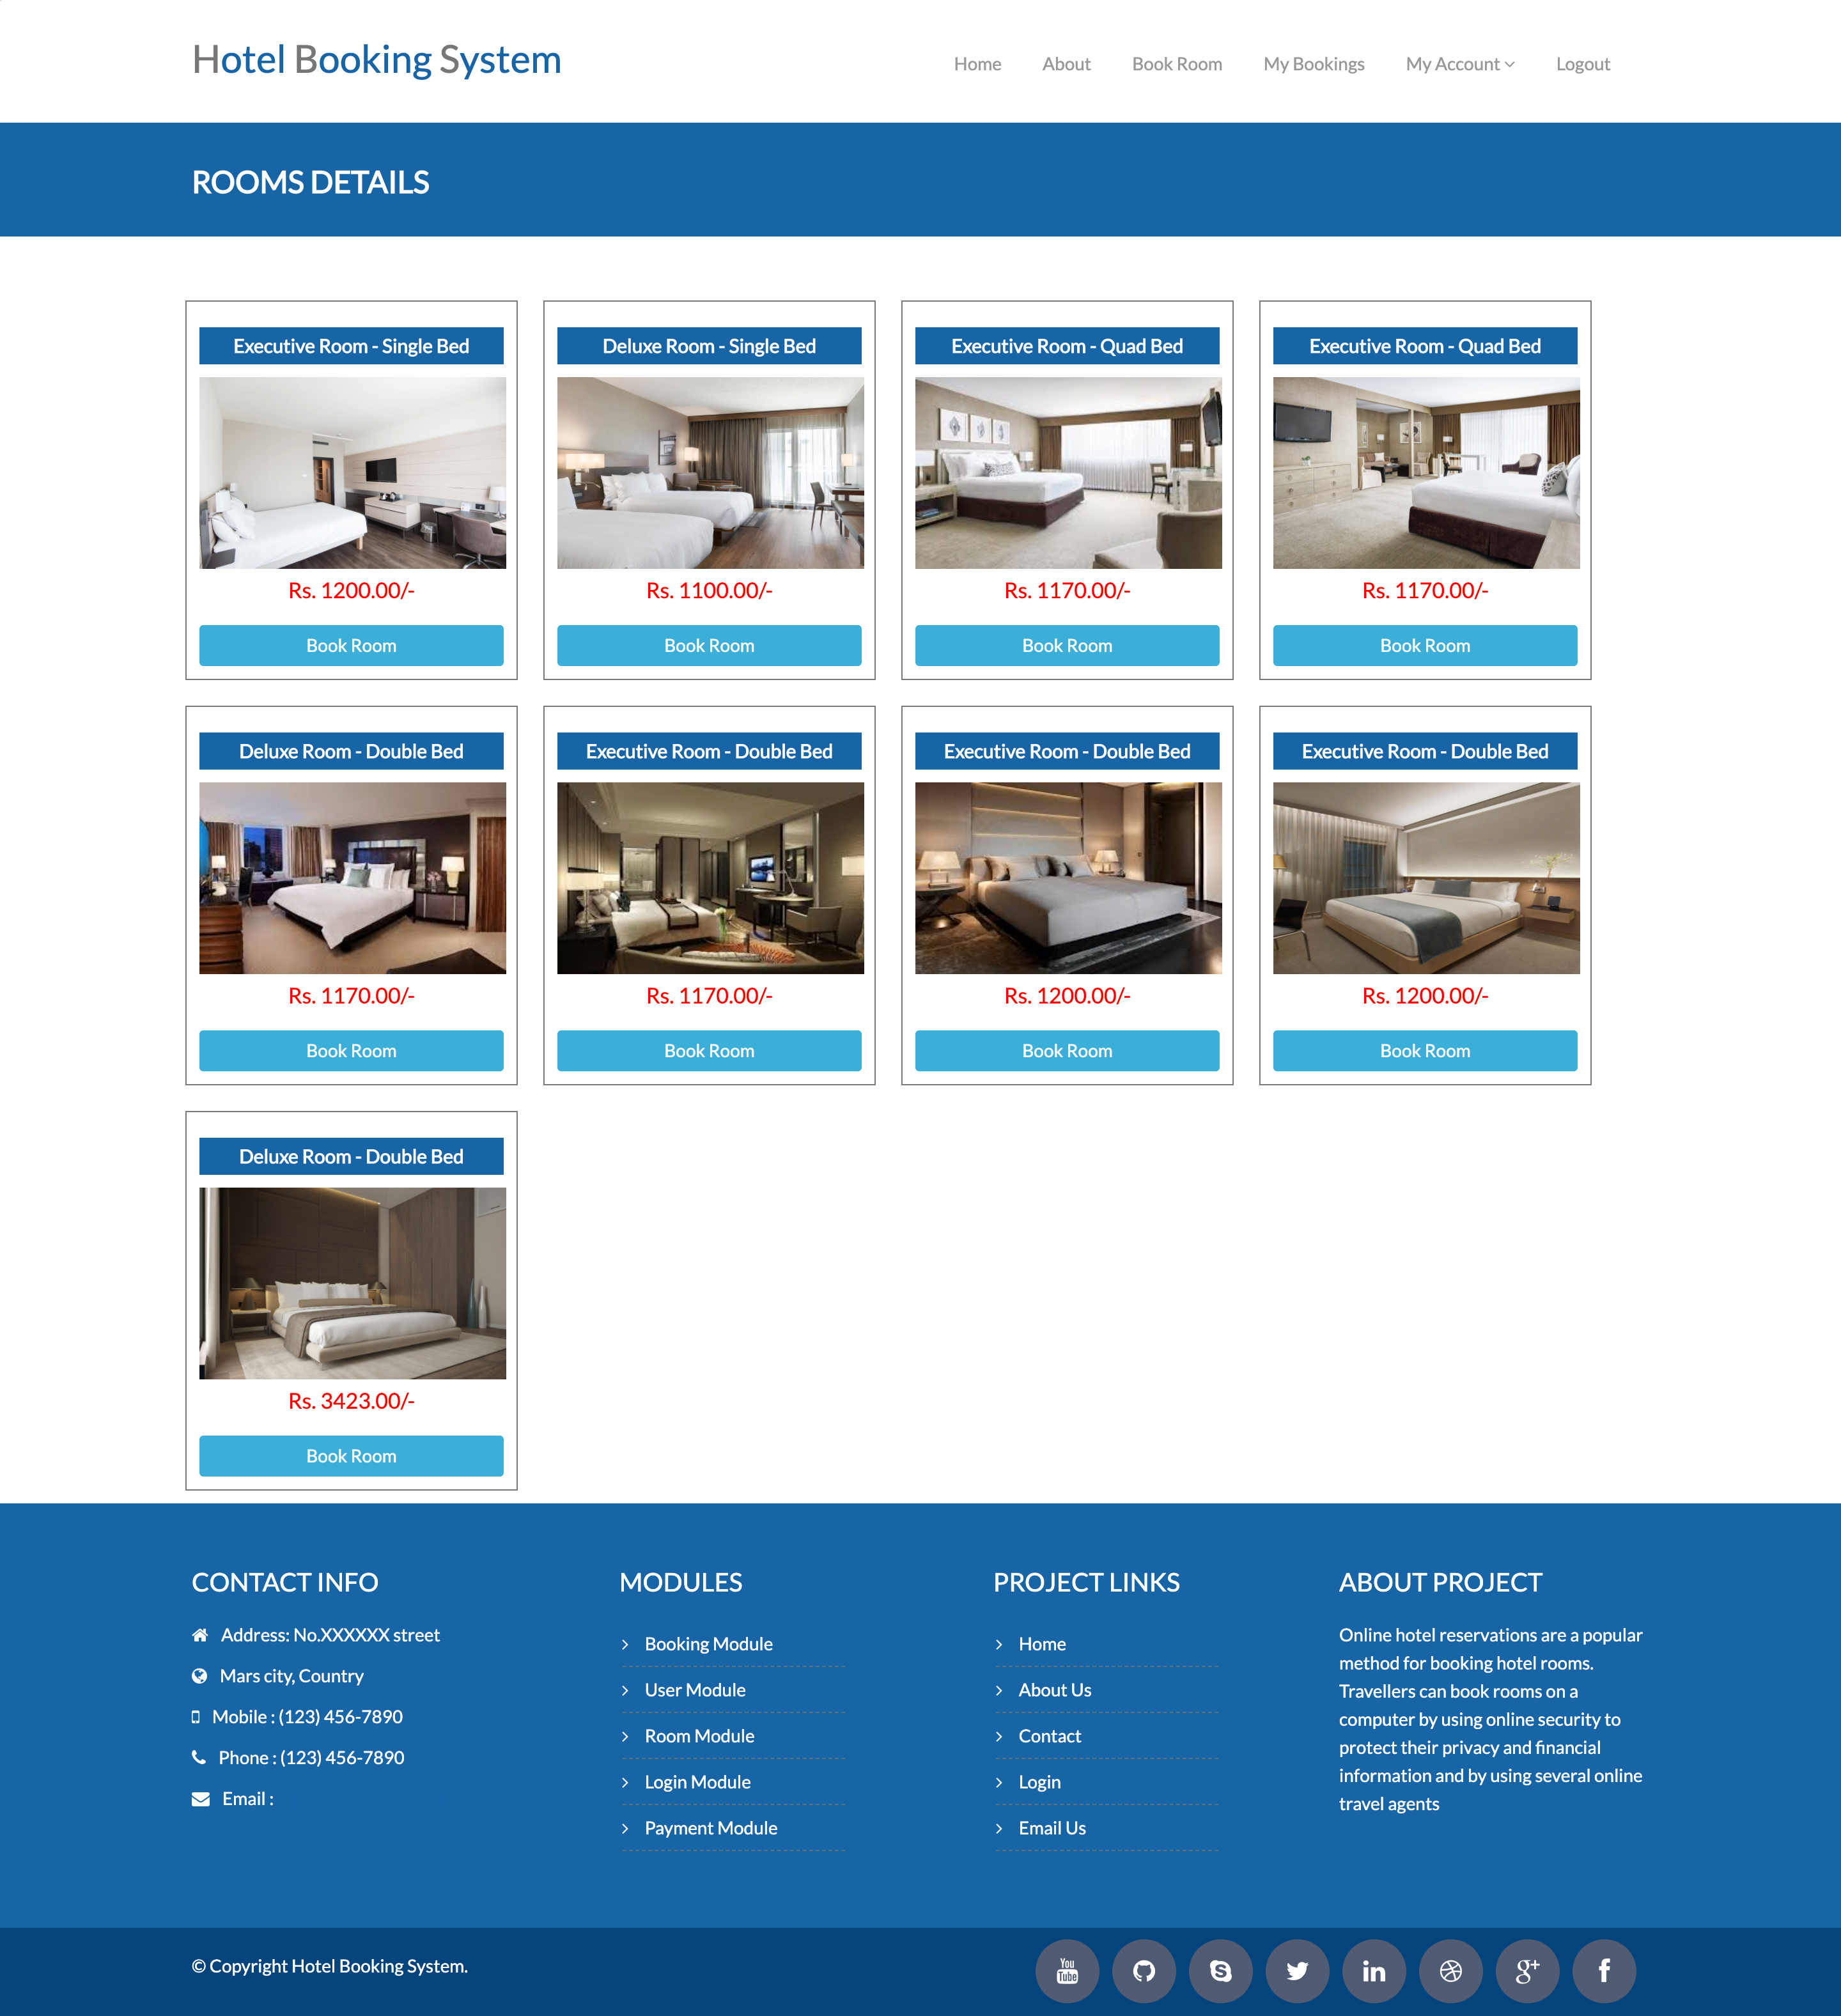 Hotel Booking System
Home About Book Room My Bookings My Account Logout
ROOMS DETAILS
Executive Room - Single Bed
Rs. 1200.00/-
Book Room
Deluxe Room - Single Bed
Rs. 1100.00/-
Book Room
Executive Room - Quad Bed
Rs. 1170.00/-
Book Room
Executive Room - Quad Bed
Rs. 1170.00/-
Book Room
Deluxe Room - Double Bed
Rs. 1170.00/-
Book Room
Executive Room - Double Bed
Rs. 1170.00/-
Book Room
Executive Room - Double Bed
Rs. 1200.00/-
Book Room
Executive Room - Double Bed
Rs. 1200.00/-
Book Room
Deluxe Room - Double Bed
Rs. 3423.00/-
Book Room
CONTACT INFO
Address: No.XXXXXX street
Mars city, Country
Mobile : (123) 456-7890
Phone : (123) 456-7890
Email :
MODULES
Booking Module
User Module
Room Module
Login Module
Payment Module
PROJECT LINKS
Home
About Us
Contact
Login
Email Us
ABOUT PROJECT
Online hotel reservations are a popular
method for booking hotel rooms.
Travellers can book rooms on a
computer by using online security to
protect their privacy and financial
information and by using several online
travel agents
© Copyright Hotel Booking System.
You
Tube
in
g+
f